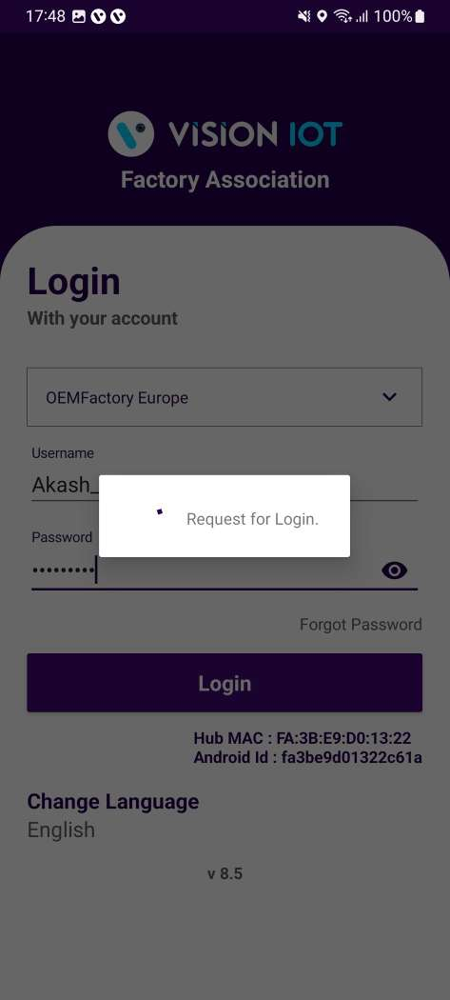 17:48 100%
VISION IOT
Factory Association
Login
With your account
OEMFactory Europe
Username
Akash_
Request for Login.
Password
•••••••••
Forgot Password
Login
Hub MAC : FA:3B:E9:D0:13:22
Android Id : fa3be9d01322c61a
Change Language
English
v 8.5